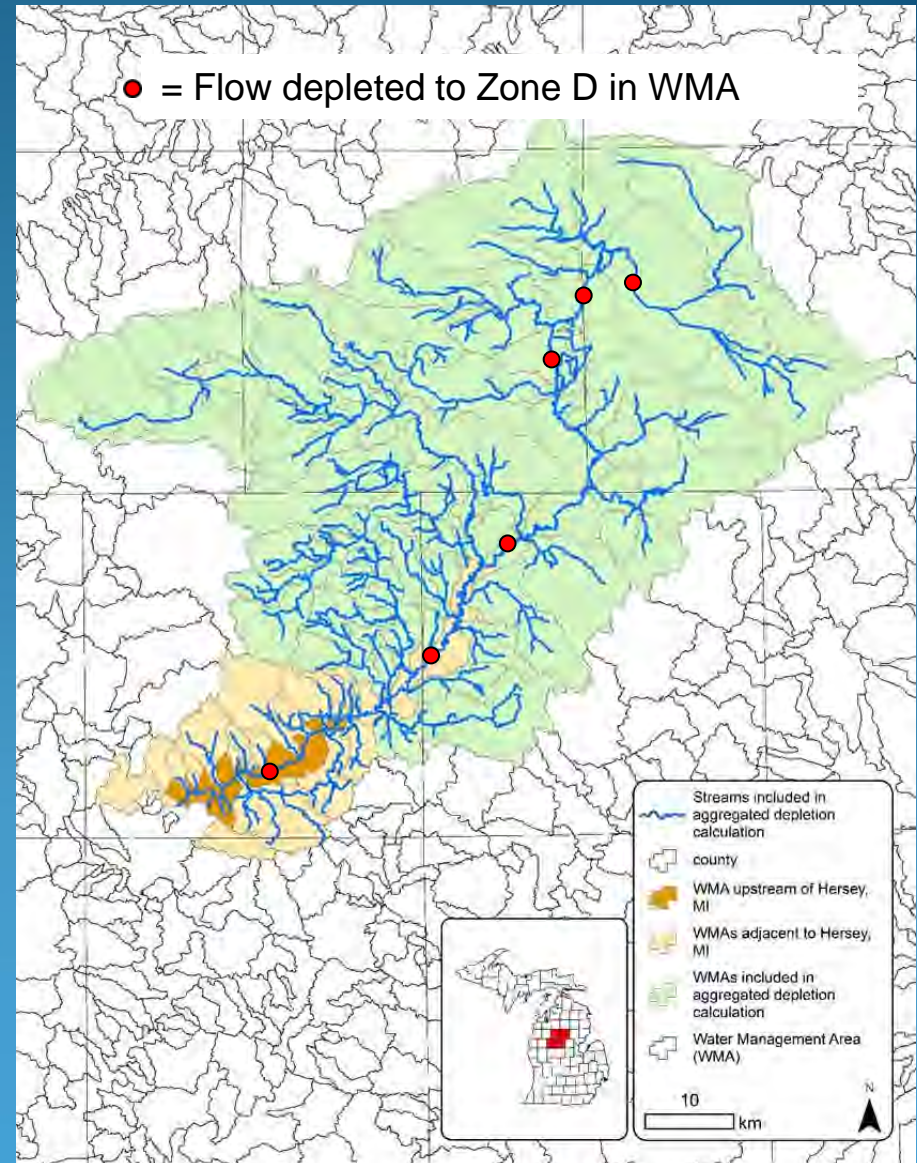 = Flow depleted to Zone D in WMA
Streams included in
aggregated depletion
calculation
county
WMA upstream of Hersey,
MI
WMAs adjacent to Hersey,
MI
WMAs included in
aggregated depletion
calculation
Water Management Area
(WMA)
N
10
km